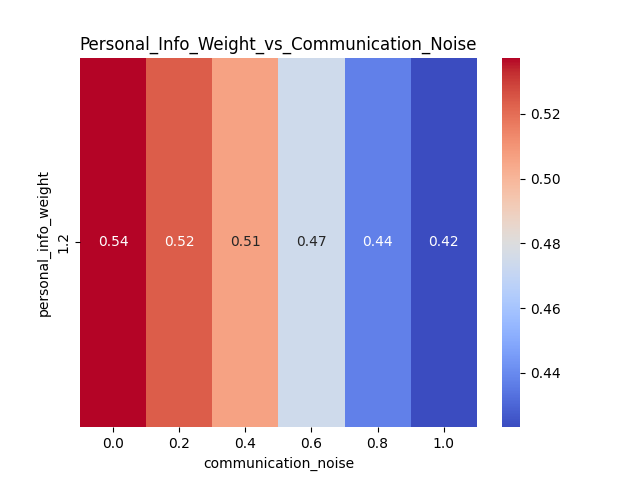 Personal_Info_Weight_vs_Communication_Noise
personal_info_weight
1.2
0.54 0.52 0.51 0.47 0.44 0.42
0.0 0.2 0.4 0.6 0.8 1.0
communication_noise
0.52
0.50
0.48
0.46
0.44